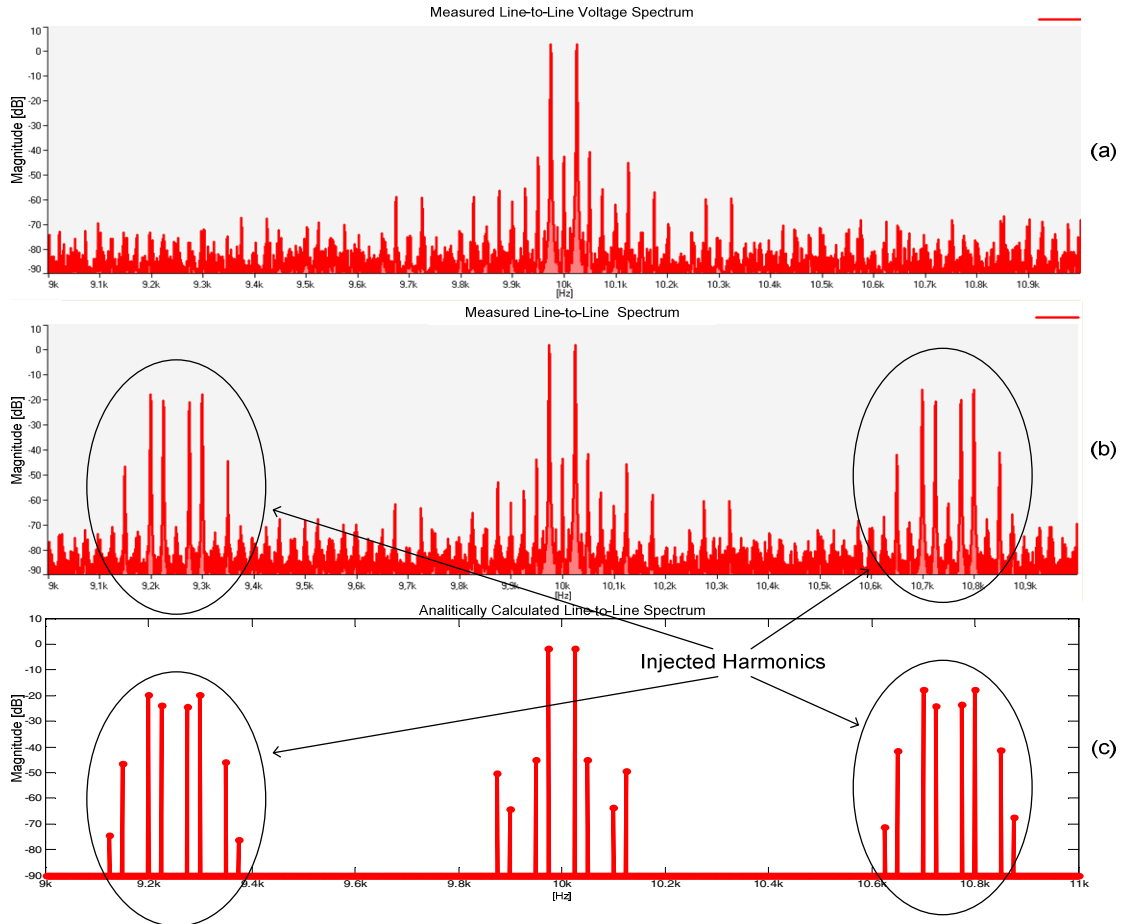 Measured Line-to-Line Voltage Spectrum
Magnitude [dB]
10
0
-10
-20
-30
-40
-50
-60
-70
-80
-90
9k 9.1k 9.2k 9.3k 9.4k 9.5k 9.6k 9.7k 9.8k 9.9k 10k 10.1k 10.2k 10.3k 10.4k 10.5k 10.6k 10.7k 10.8k 10.9k
[Hz]
(a)
Measured Line-to-Line Spectrum
Magnitude [dB]
10
0
-10
-20
-30
-40
-50
-60
-70
-80
-90
9k 9,1k 9,2k 9,3k 9,4k 9,5k 9,6k 9,7k 9,8k 9,9k 10k 10,1k 10,2k 10,3k 10,4k 10,5k 10,6k 10,7k 10,8k 10,9k
[Hz]
(b)
Analitically Calculated Line-to-Line Spectrum
Injected Harmonics
Magnitude [dB]
10
0
-10
-20
-30
-40
-50
-60
-70
-80
-90
9k 9.2k 9.4k 9.6k 9.8k 10k 10.2k 10.4k 10.6k 10.8k 11k
[Hz]
(c)